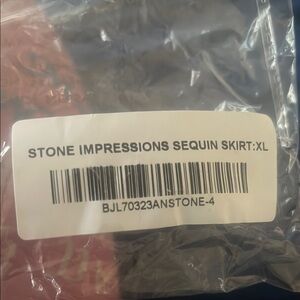 STONE IMPRESSIONS SEQUIN SKIRT:XL
BJL70323ANSTONE-4